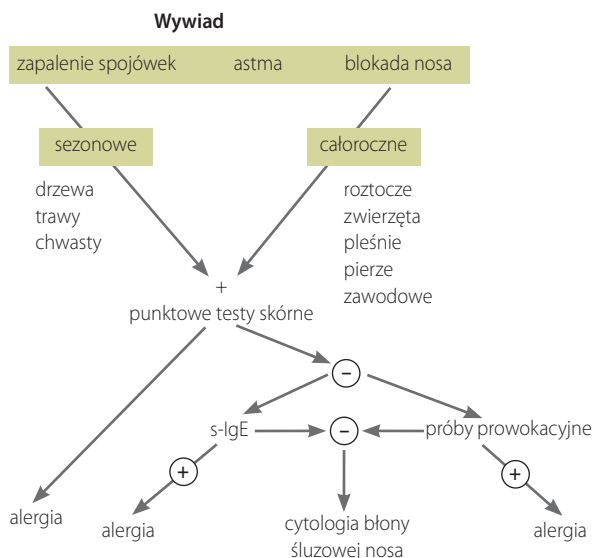 Wywiad
zapalenie spojówek astma blokada nosa
sezonowe całoroczne
drzewa
trawy
chwasty
roztocze
zwierzęta
pleśnie
pierze
zawodowe
+
punktowe testy skórne
−
s-IgE − próby prowokacyjne
+ +
alergia alergia cytologia błony alergia
śluzowej nosa